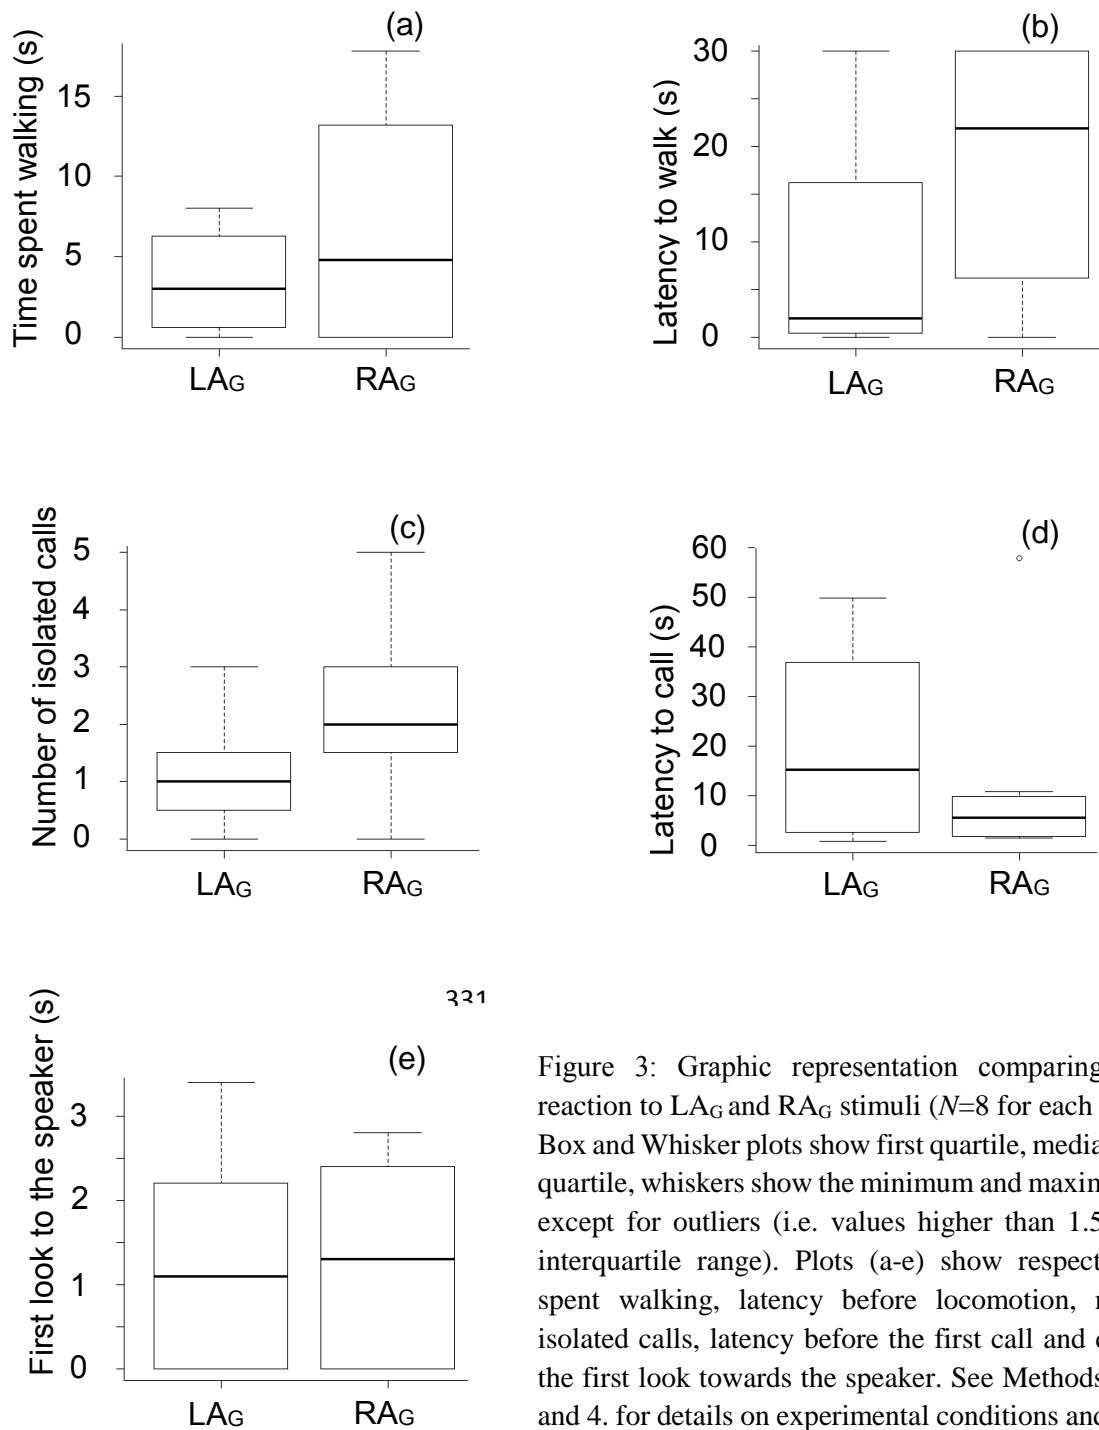 (a)
Time spent walking (s)
15
10
5
0
LAG
RAG
(b)
Latency to walk (s)
30
20
10
0
LAG
RAG
(c)
Number of isolated calls
5
4
3
2
1
0
LAG
RAG
(d)
Latency to call (s)
60
50
40
30
20
10
0
LAG
RAG
331
(e)
First look to the speaker (s)
3
2
1
0
LAG
RAG
Figure 3: Graphic representation comparing
reaction to LAG and RAG stimuli (N=8 for each
Box and Whisker plots show first quartile, media
quartile, whiskers show the minimum and maxin
except for outliers (i.e. values higher than 1.5
interquartile range). Plots (a-e) show respect
spent walking, latency before locomotion,
isolated calls, latency before the first call and
the first look towards the speaker. See Methods
and 4. for details on experimental conditions and